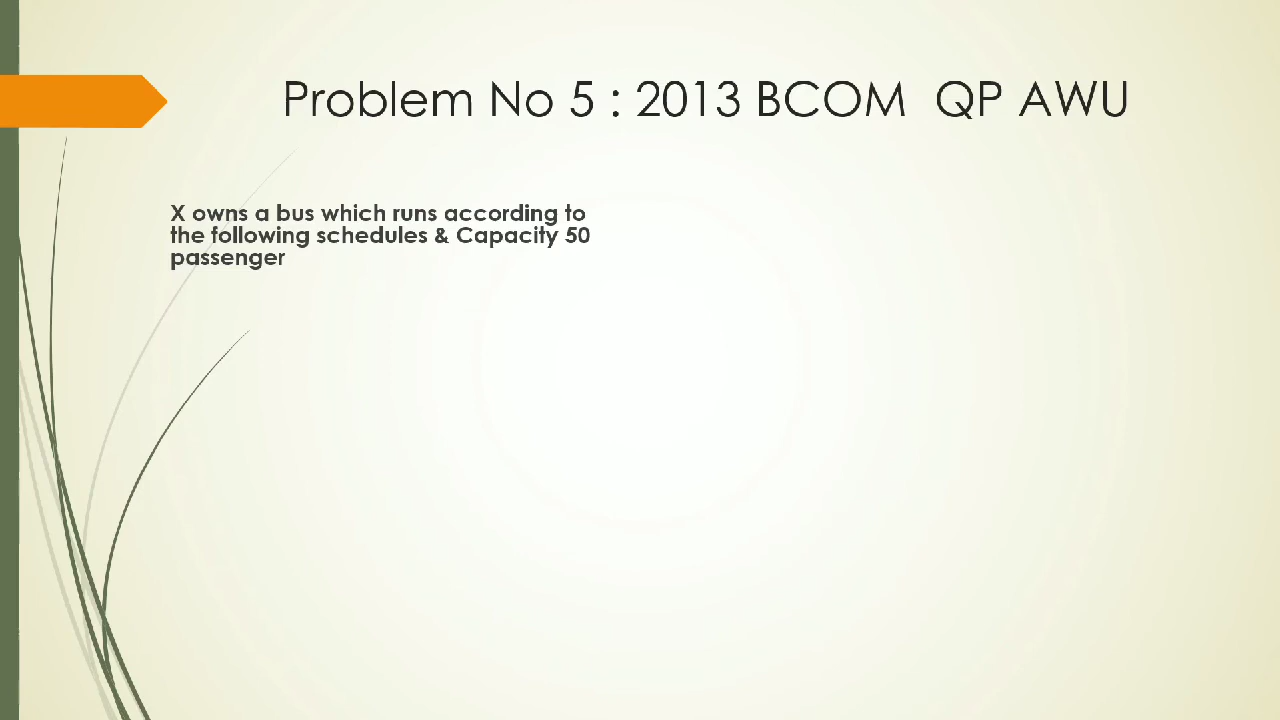 Problem No 5 : 2013 BCOM QP AWU
X owns a bus which runs according to
the following schedules & Capacity 50
passenger